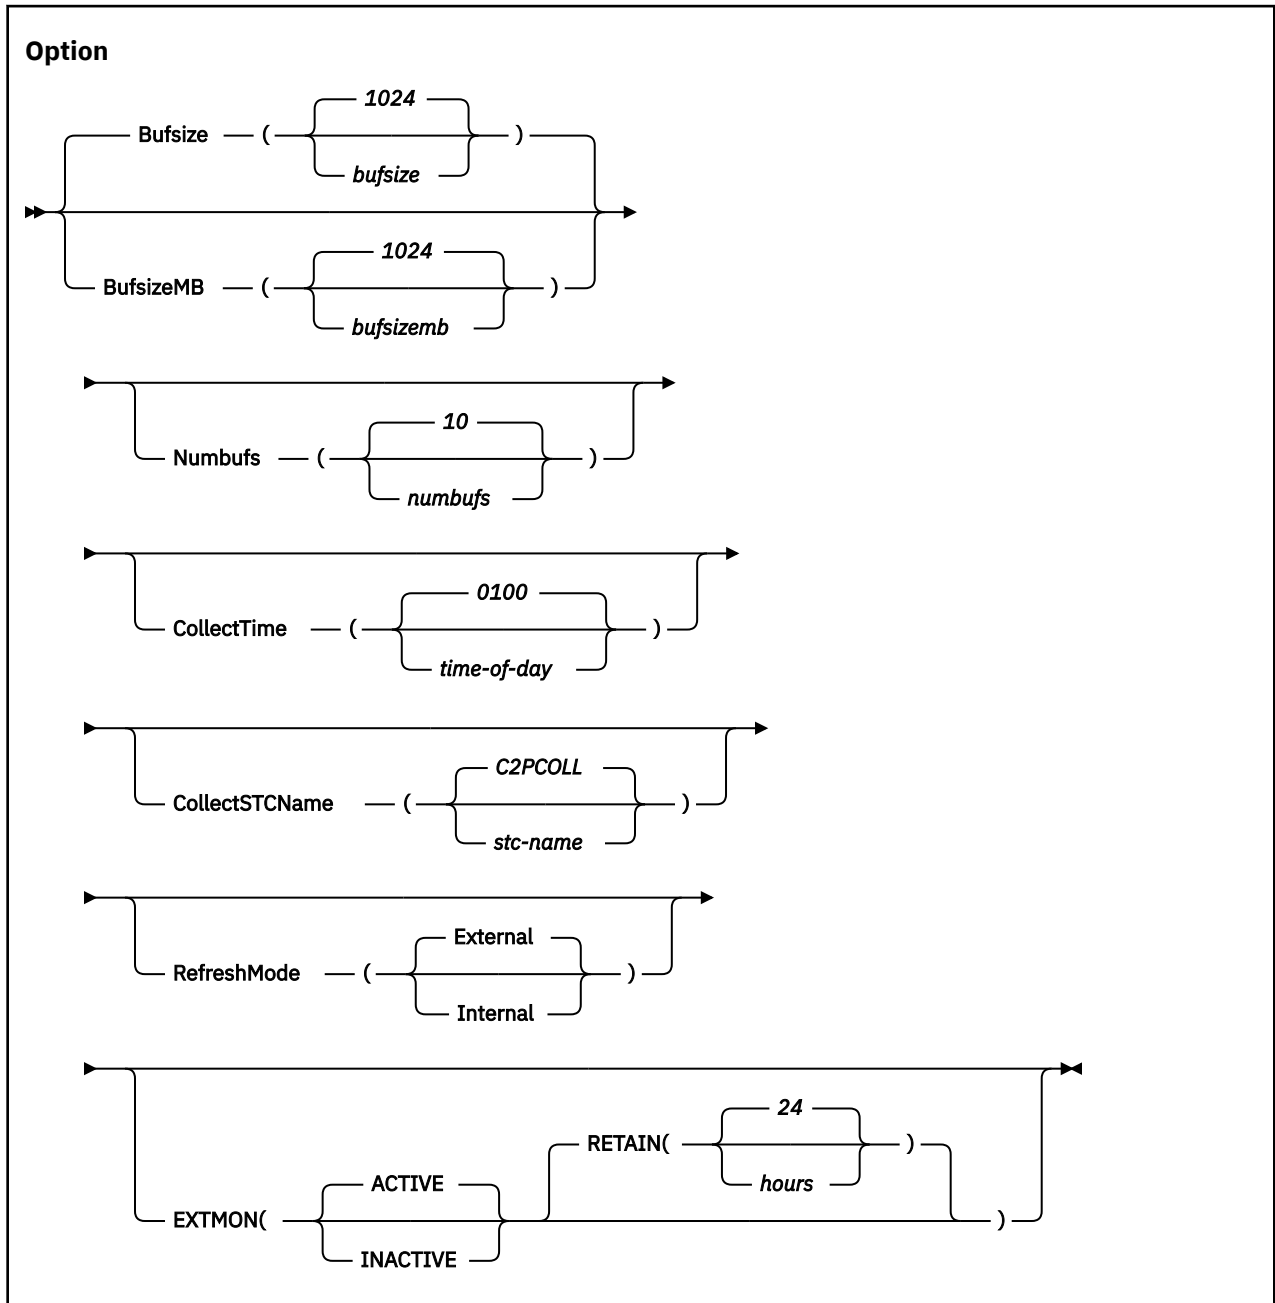 Option
1024
Bufsize ( )
bufsize
1024
BufsizeMB ( )
bufsizemb
10
Numbufs ( )
numbufs
0100
CollectTime ( )
time-of-day
C2PCOLL
CollectSTCName ( )
stc-name
External
RefreshMode ( )
Internal
24
RETAIN( )
hours
ACTIVE
EXTMON( )
INACTIVE